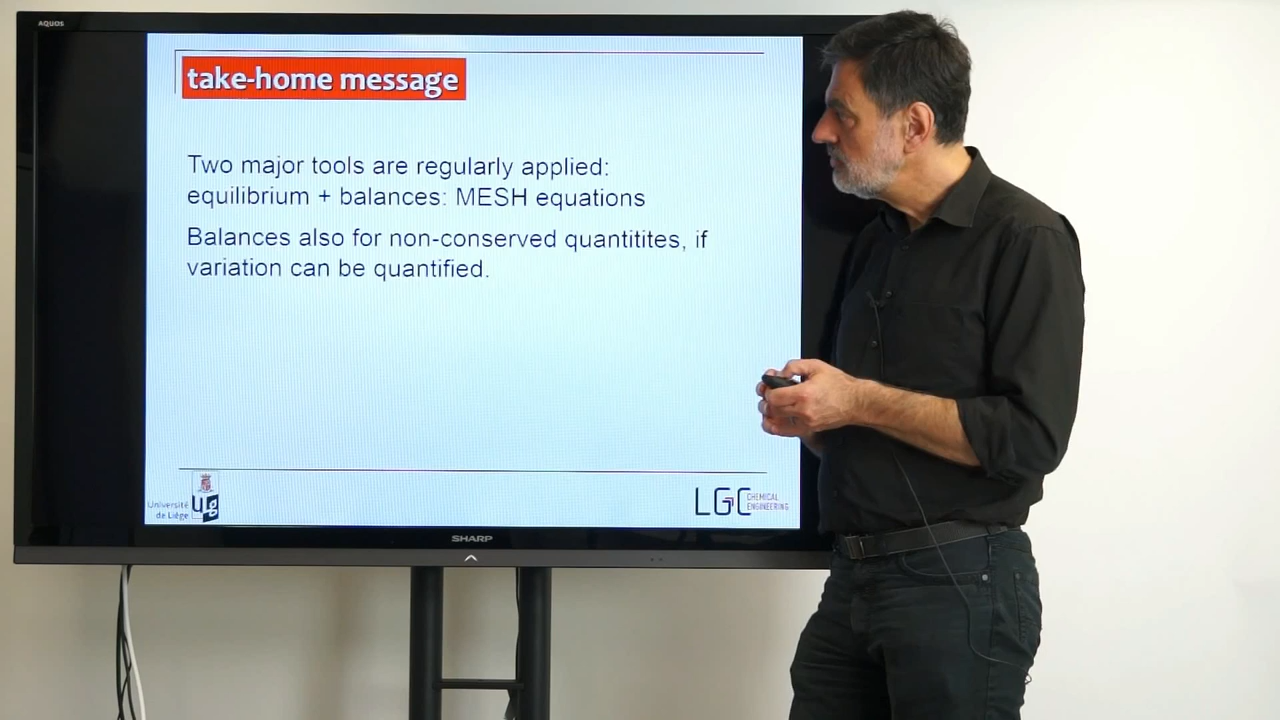 AQUOS
take-home message
Two major tools are regularly applied:
equilibrium + balances: MESH equations
Balances also for non-conserved quantitites, if
variation can be quantified.
Université
de Liège
LGC
CHEMICAL
ENGINEERING
SHARP